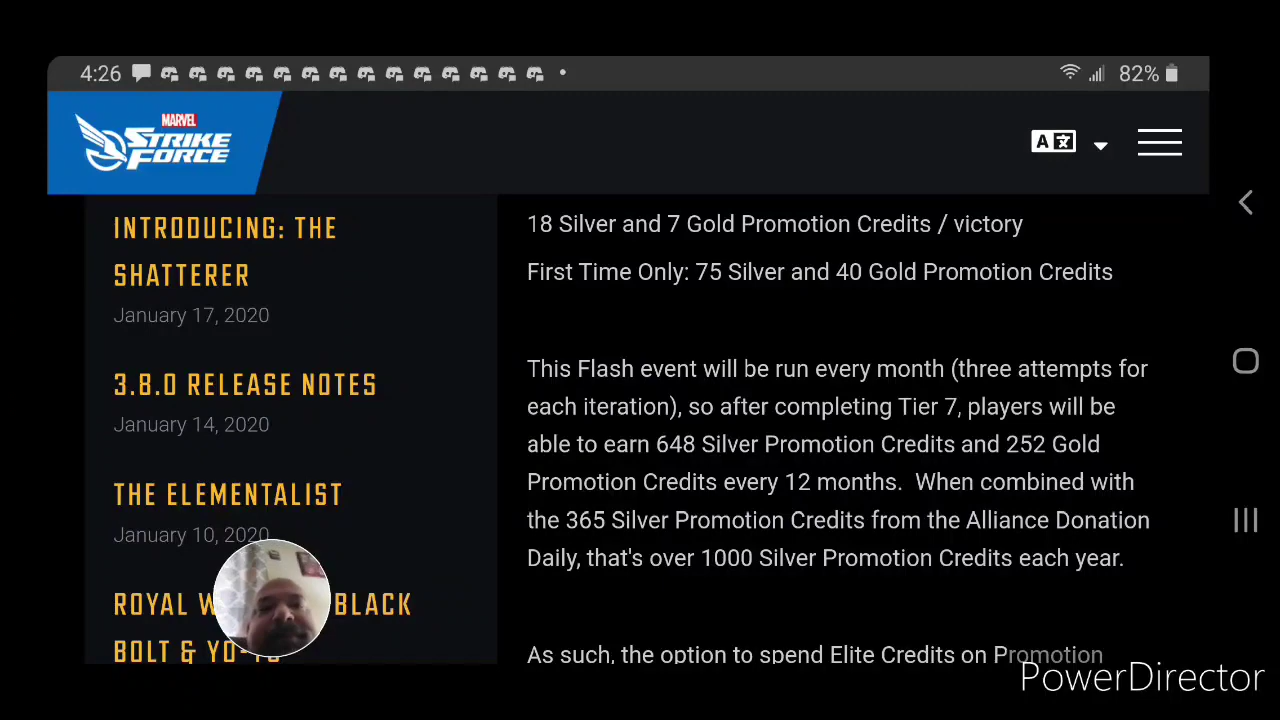 4:26
82%
MARVEL
STRIKE
FORCE
A
INTRODUCING: THE
SHATTERER
January 17, 2020
3.8.0 RELEASE NOTES
January 14, 2020
THE ELEMENTALIST
January 10, 2020
ROYAL BLACK
BOLT &
18 Silver and 7 Gold Promotion Credits / victory
First Time Only: 75 Silver and 40 Gold Promotion Credits
This Flash event will be run every month (three attempts for
each iteration), so after completing Tier 7, players will be
able to earn 648 Silver Promotion Credits and 252 Gold
Promotion Credits every 12 months. When combined with
the 365 Silver Promotion Credits from the Alliance Donation
Daily, that's over 1000 Silver Promotion Credits each year.
As such, the option to spend Elite Credits on Promotion
PowerDirector